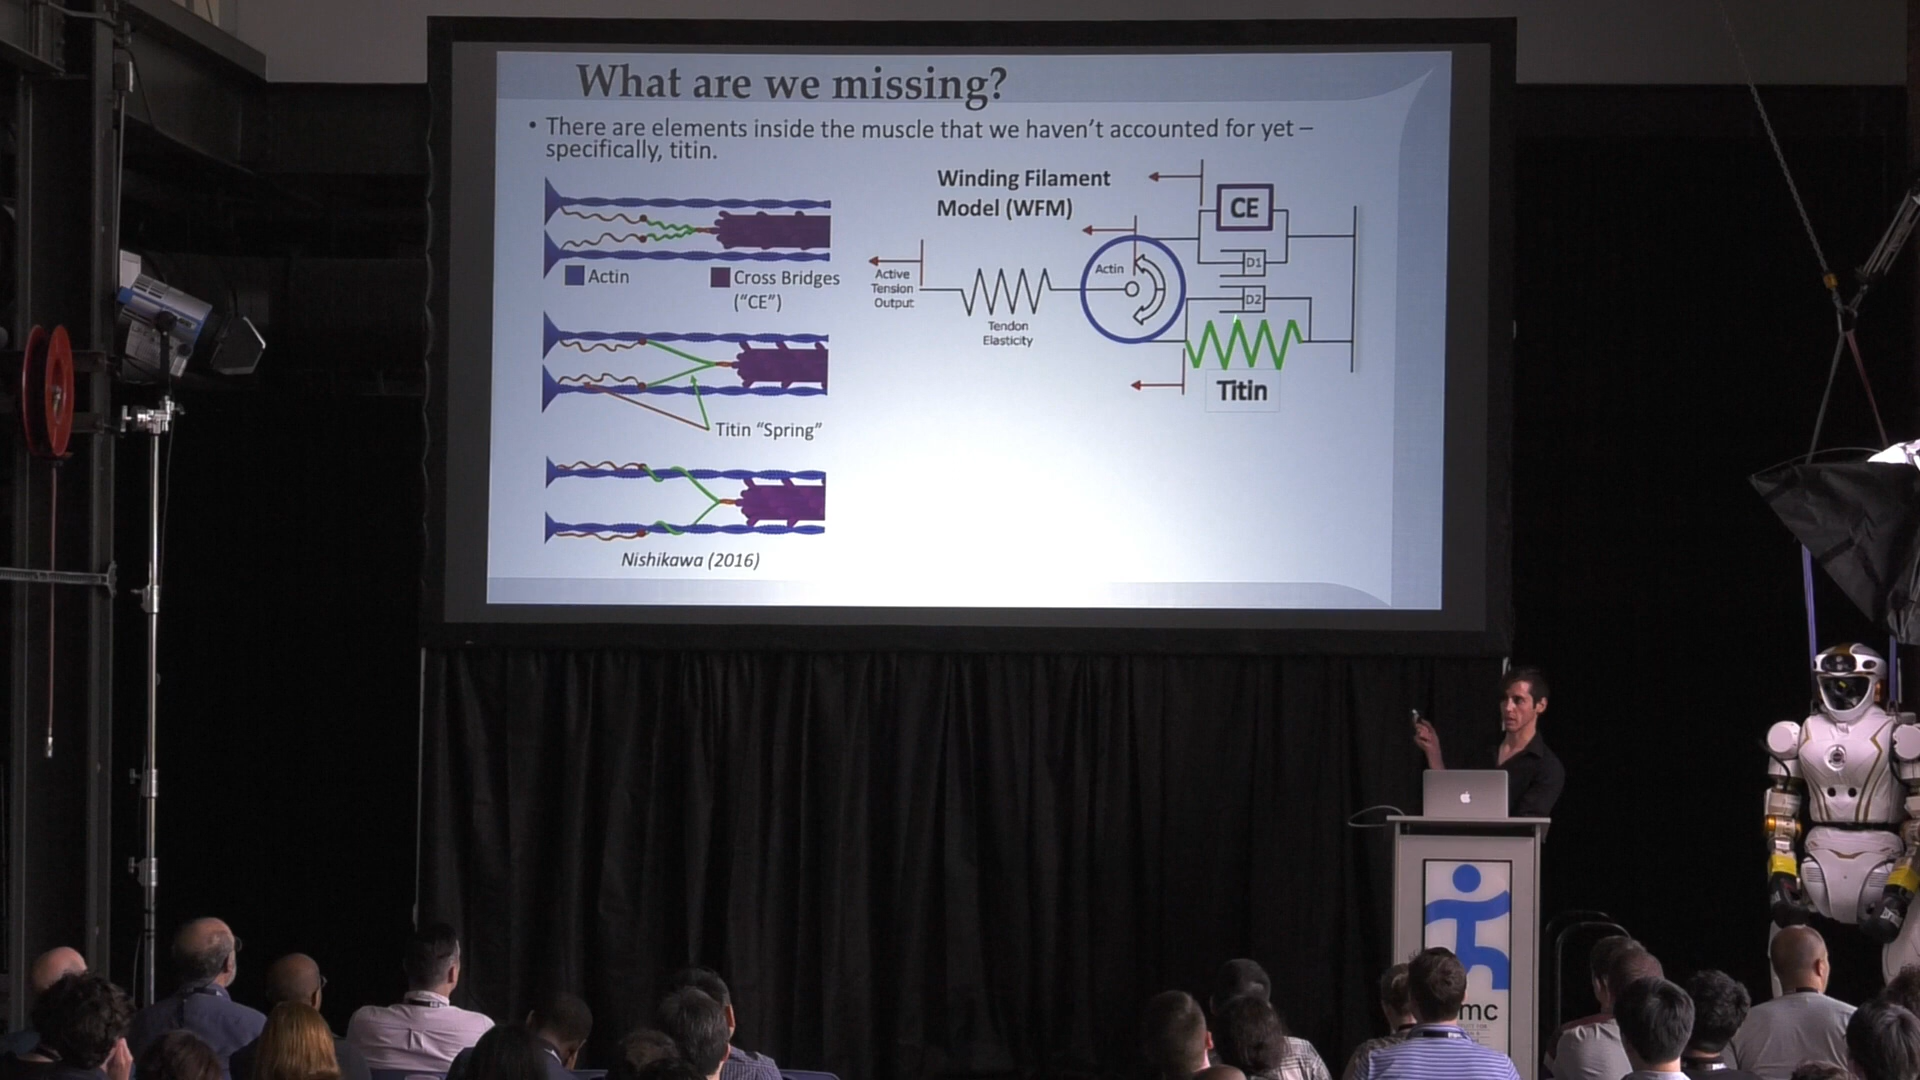 What are we missing?
• There are elements inside the muscle that we haven't accounted for yet –
specifically, titin.
Actin
Cross Bridges
("CE")
Titin "Spring"
Nishikawa (2016)
Winding Filament
Model (WFM)
CE
D1
D2
Actin
Active
Tension
Output
Tendon
Elasticity
Titin
mc